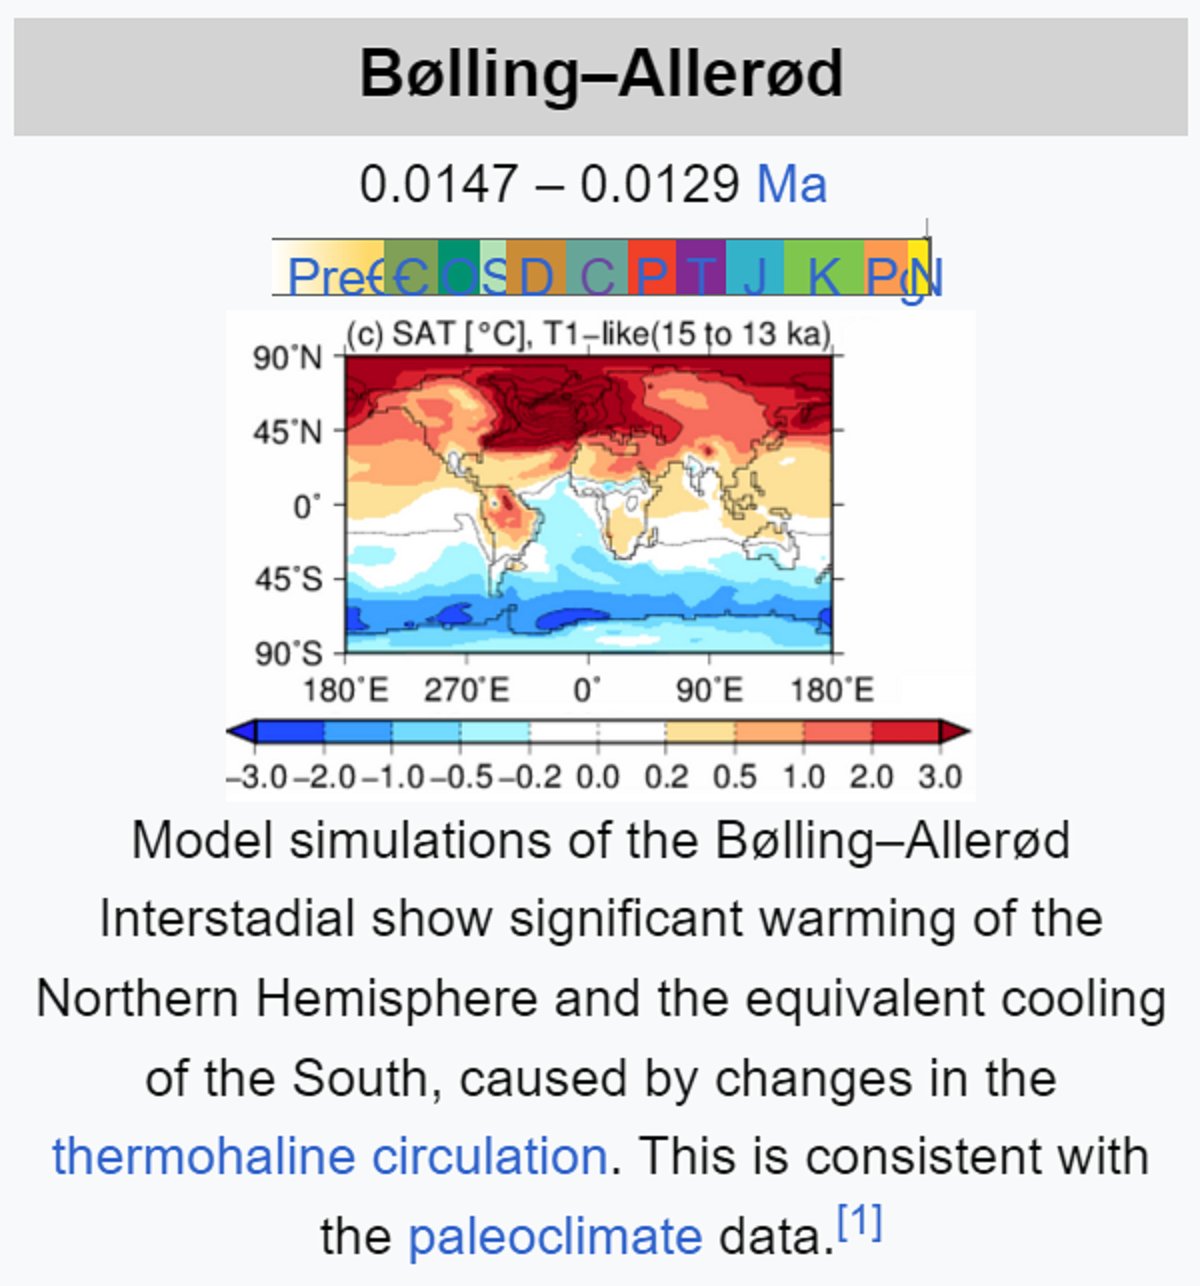 Bølling–Allerød
0.0147 – 0.0129 Ma
PreꞒ Ꞓ O S D C P T J K Pg N
(c) SAT [°C], T1–like(15 to 13 ka)
90°N
45°N
0°
45°S
90°S
180°E 270°E 0° 90°E 180°E
−3.0 −2.0 −1.0 −0.5 −0.2 0.0 0.2 0.5 1.0 2.0 3.0
Model simulations of the Bølling–Allerød
Interstadial show significant warming of the
Northern Hemisphere and the equivalent cooling
of the South, caused by changes in the
thermohaline circulation. This is consistent with
the paleoclimate data.[1]